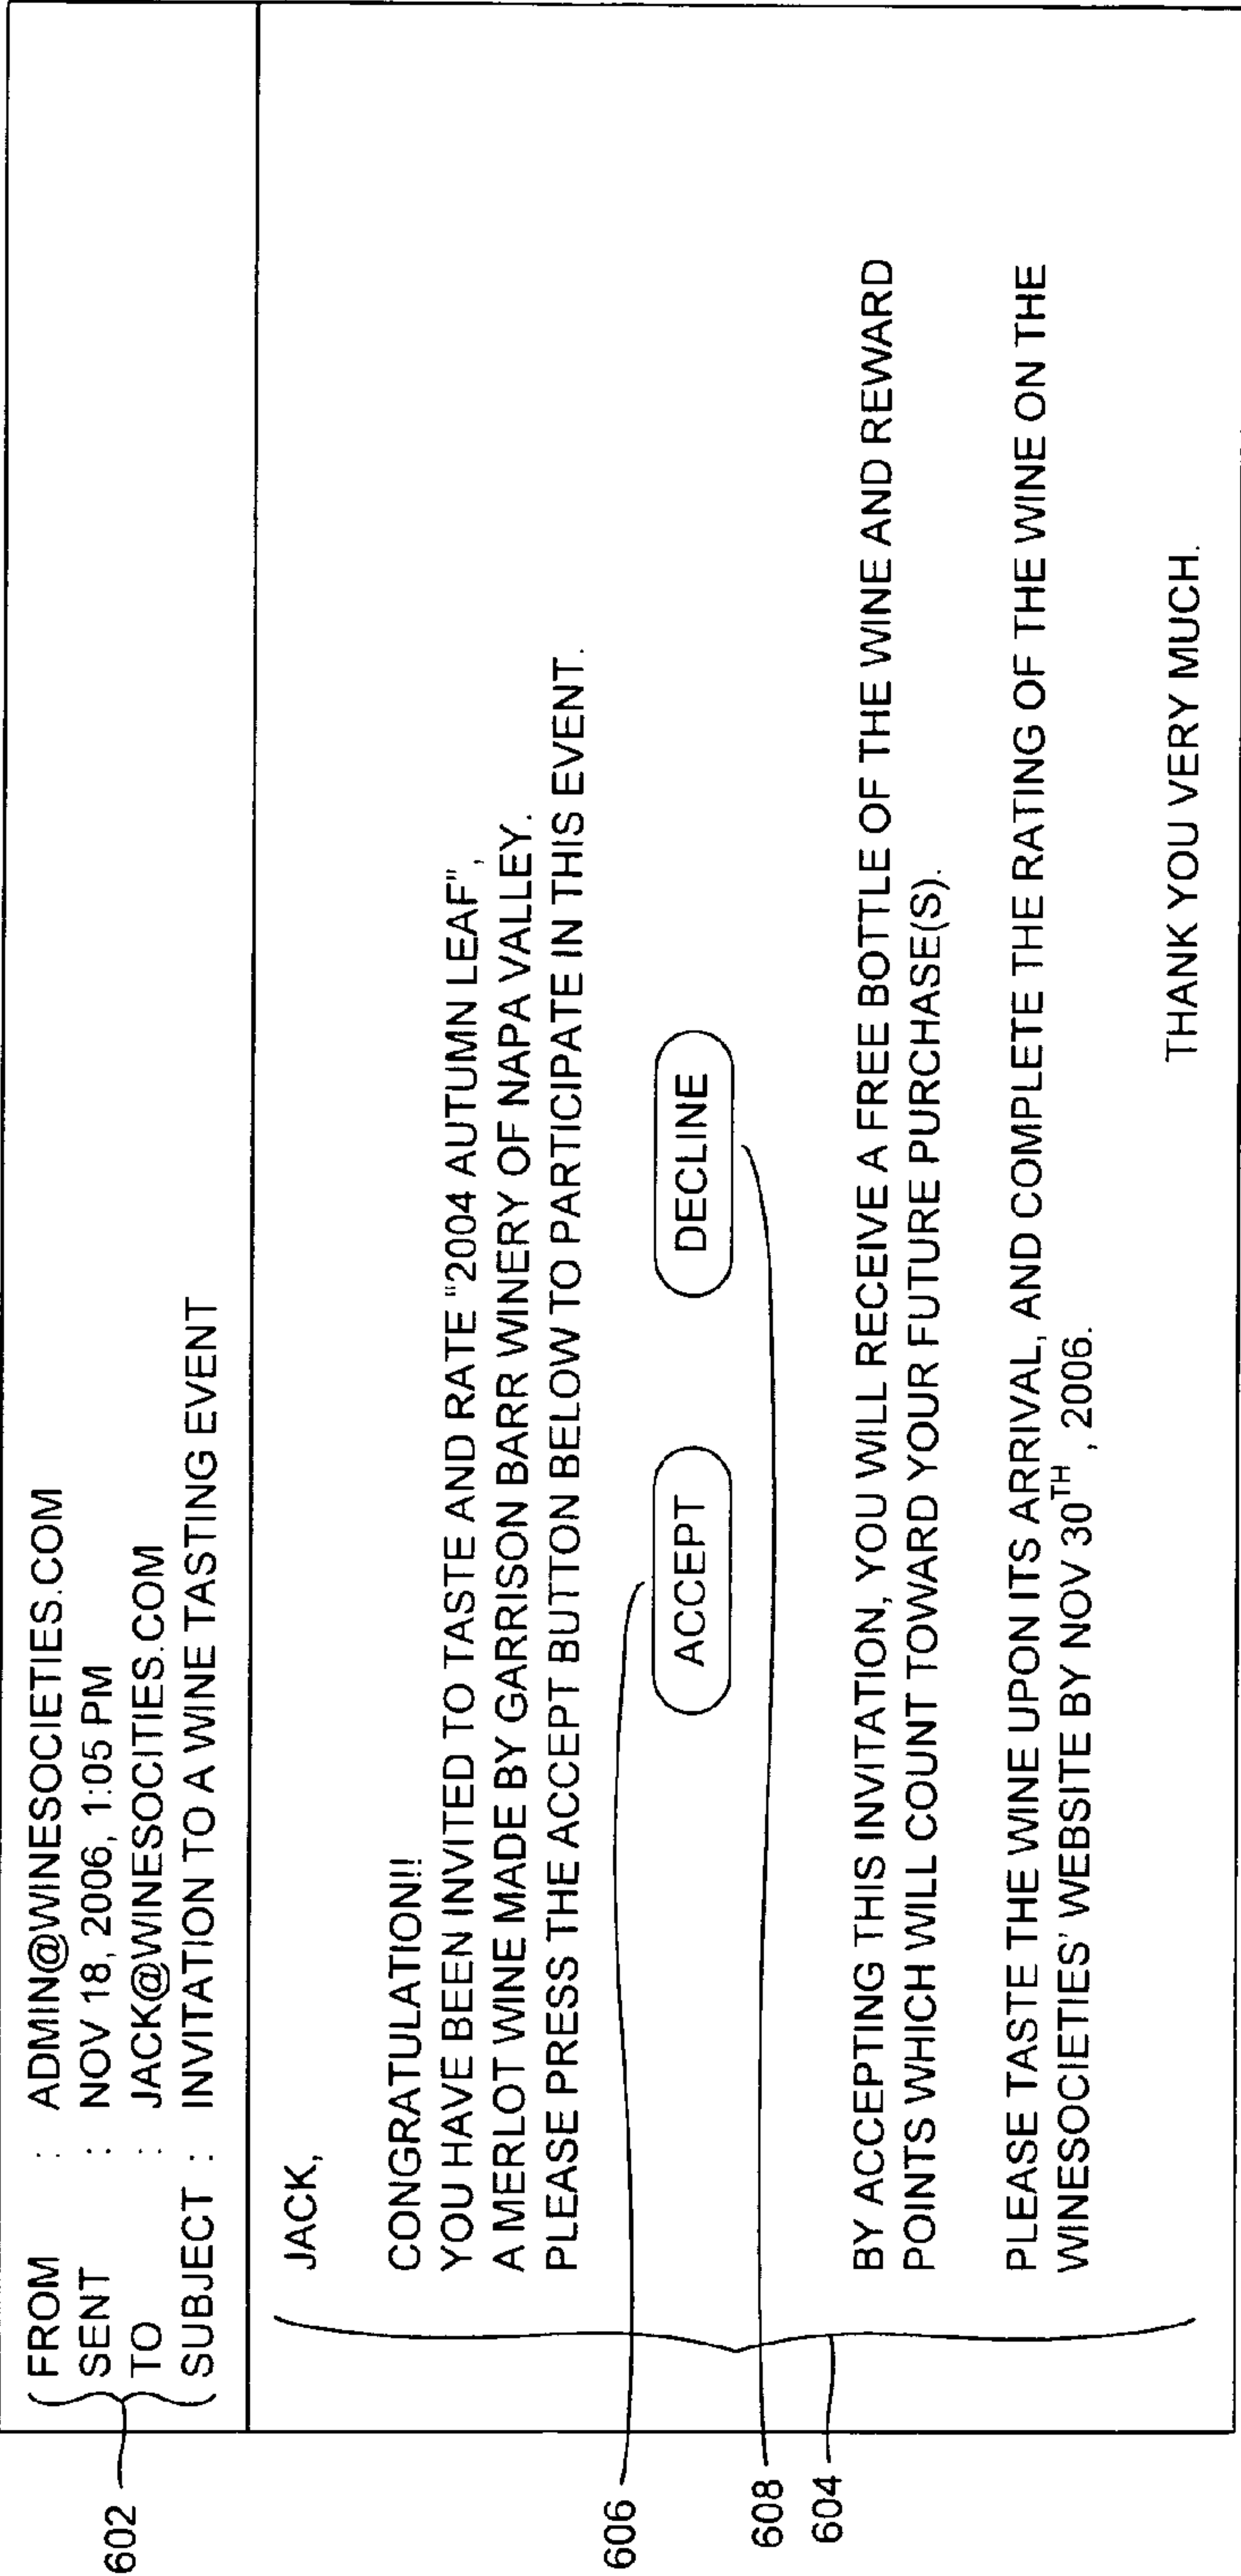 FROM : ADMIN@WINESOCIETIES.COM
SENT : NOV 18, 2006, 1:05 PM
TO : JACK@WINESOCITIES.COM
SUBJECT : INVITATION TO A WINE TASTING EVENT
602
JACK,
CONGRATULATION!!
YOU HAVE BEEN INVITED TO TASTE AND RATE "2004 AUTUMN LEAF",
A MERLOT WINE MADE BY GARRISON BARR WINERY OF NAPA VALLEY.
PLEASE PRESS THE ACCEPT BUTTON BELOW TO PARTICIPATE IN THIS EVENT.
606
ACCEPT DECLINE
608
604
BY ACCEPTING THIS INVITATION, YOU WILL RECEIVE A FREE BOTTLE OF THE WINE AND REWARD
POINTS WHICH WILL COUNT TOWARD YOUR FUTURE PURCHASE(S).
PLEASE TASTE THE WINE UPON ITS ARRIVAL, AND COMPLETE THE RATING OF THE WINE ON THE
WINESOCIETIES' WEBSITE BY NOV 30TH, 2006.
THANK YOU VERY MUCH.